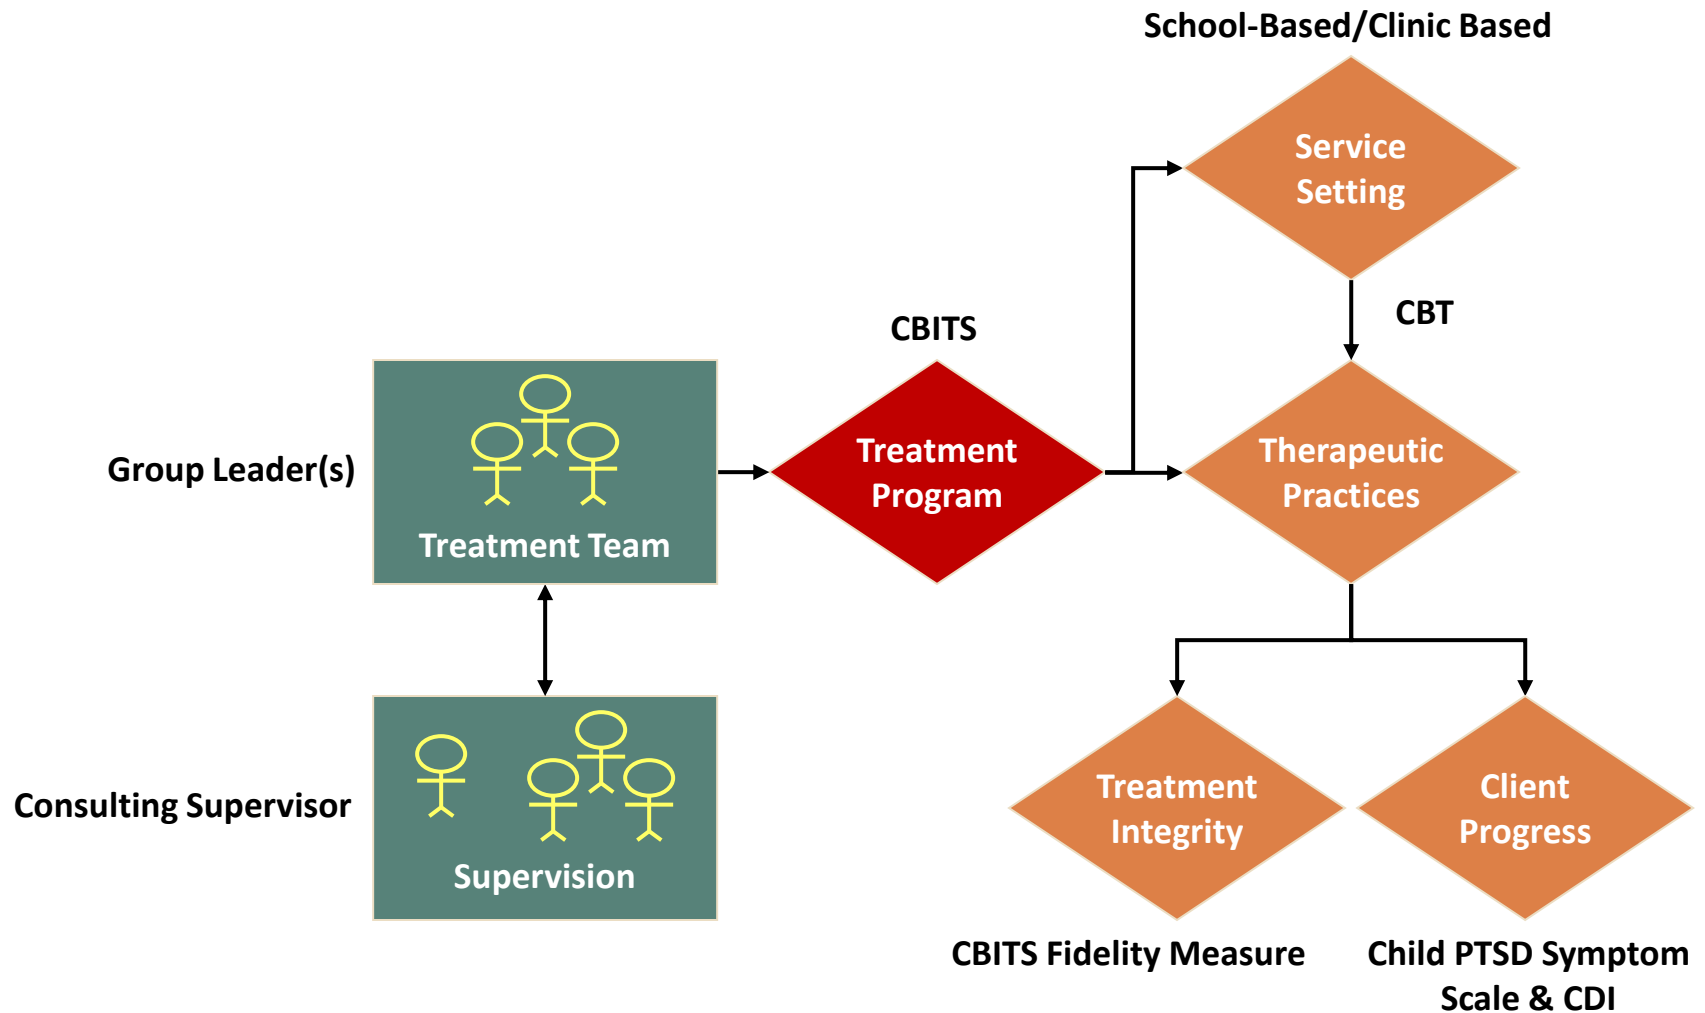 School-Based/Clinic Based
Service
Setting
CBT
CBITS
Group Leader(s)
Treatment Team
Treatment
Program
Therapeutic
Practices
Consulting Supervisor
Supervision
Treatment
Integrity
Client
Progress
CBITS Fidelity Measure
Child PTSD Symptom
Scale & CDI